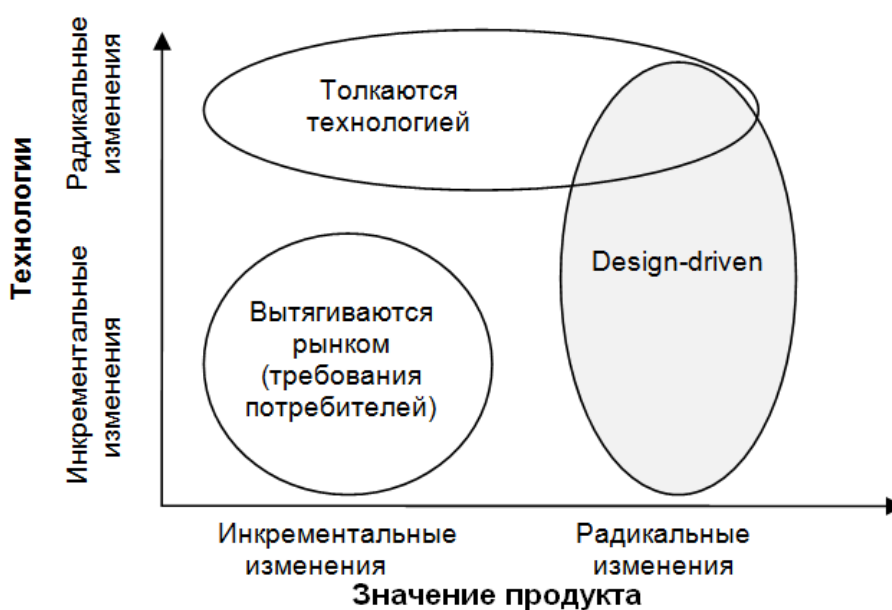 Технологии
Радикальные
изменения
Инкрементальные
изменения
Толкаются
технологией
Design-driven
Вытягиваются
рынком
(требования
потребителей)
Инкрементальные
изменения
Радикальные
изменения
Значение продукта